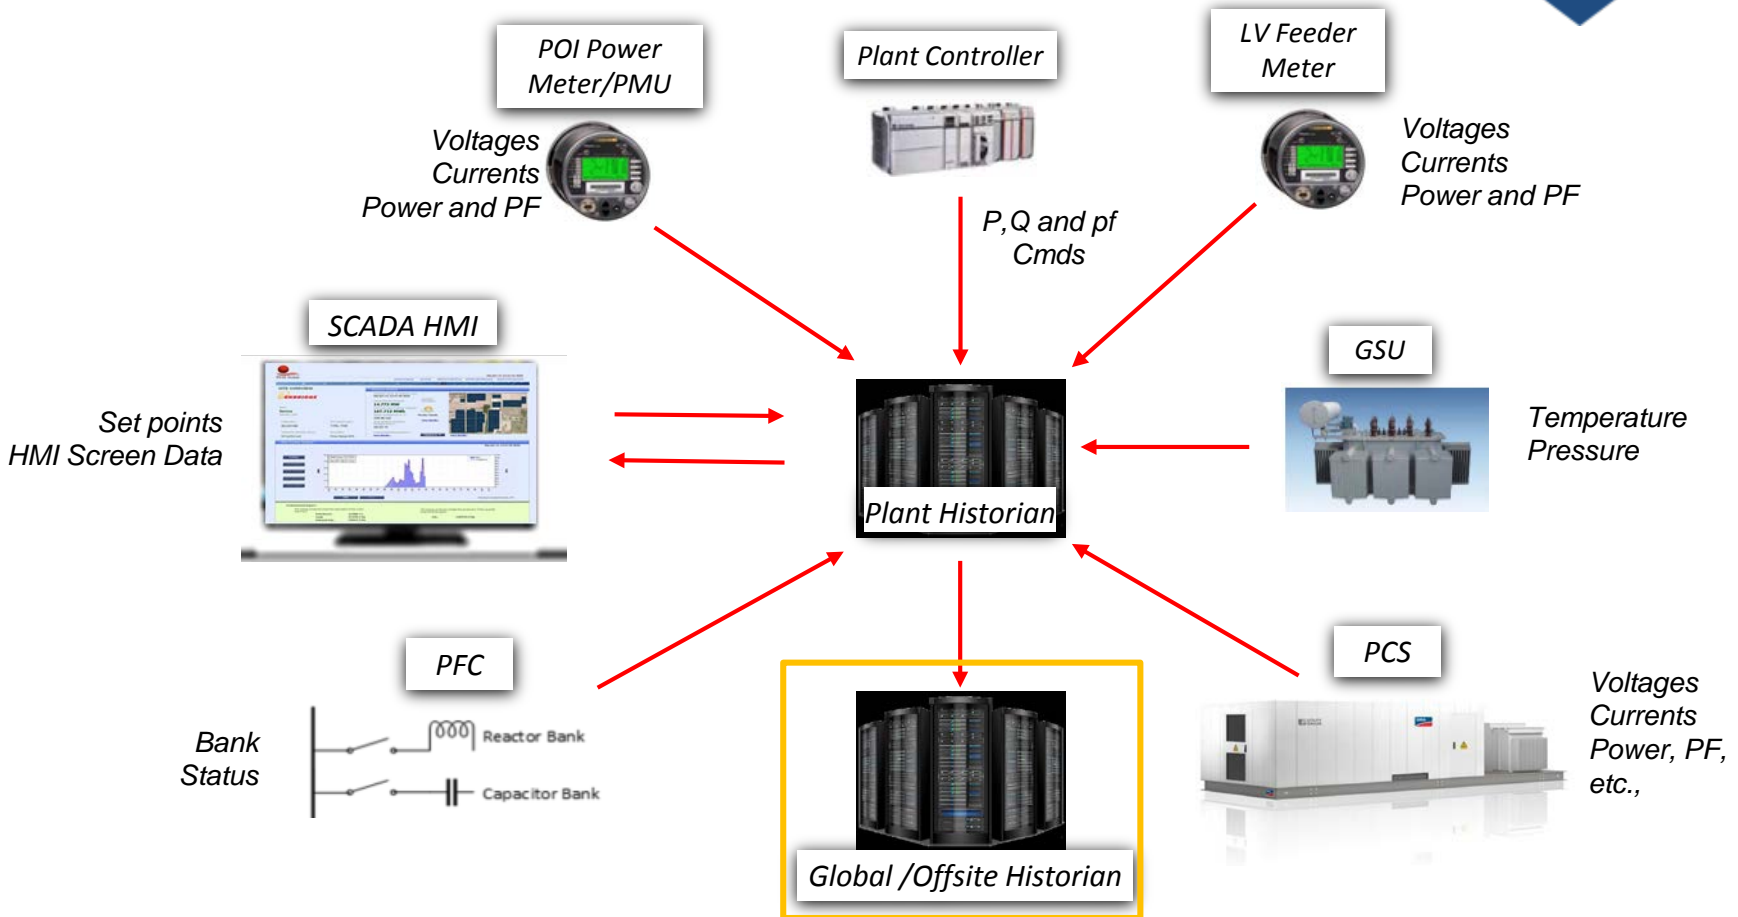 POI Power
Meter/PMU
Plant Controller
LV Feeder
Meter
Voltages
Currents
Power and PF
Voltages
Currents
Power and PF
P,Q and pf
Cmds
SCADA HMI
GSU
Set points
HMI Screen Data
Temperature
Pressure
Plant Historian
PFC
PCS
Bank
Status
Reactor Bank
Capacitor Bank
Voltages
Currents
Power, PF,
etc.,
Global /Offsite Historian